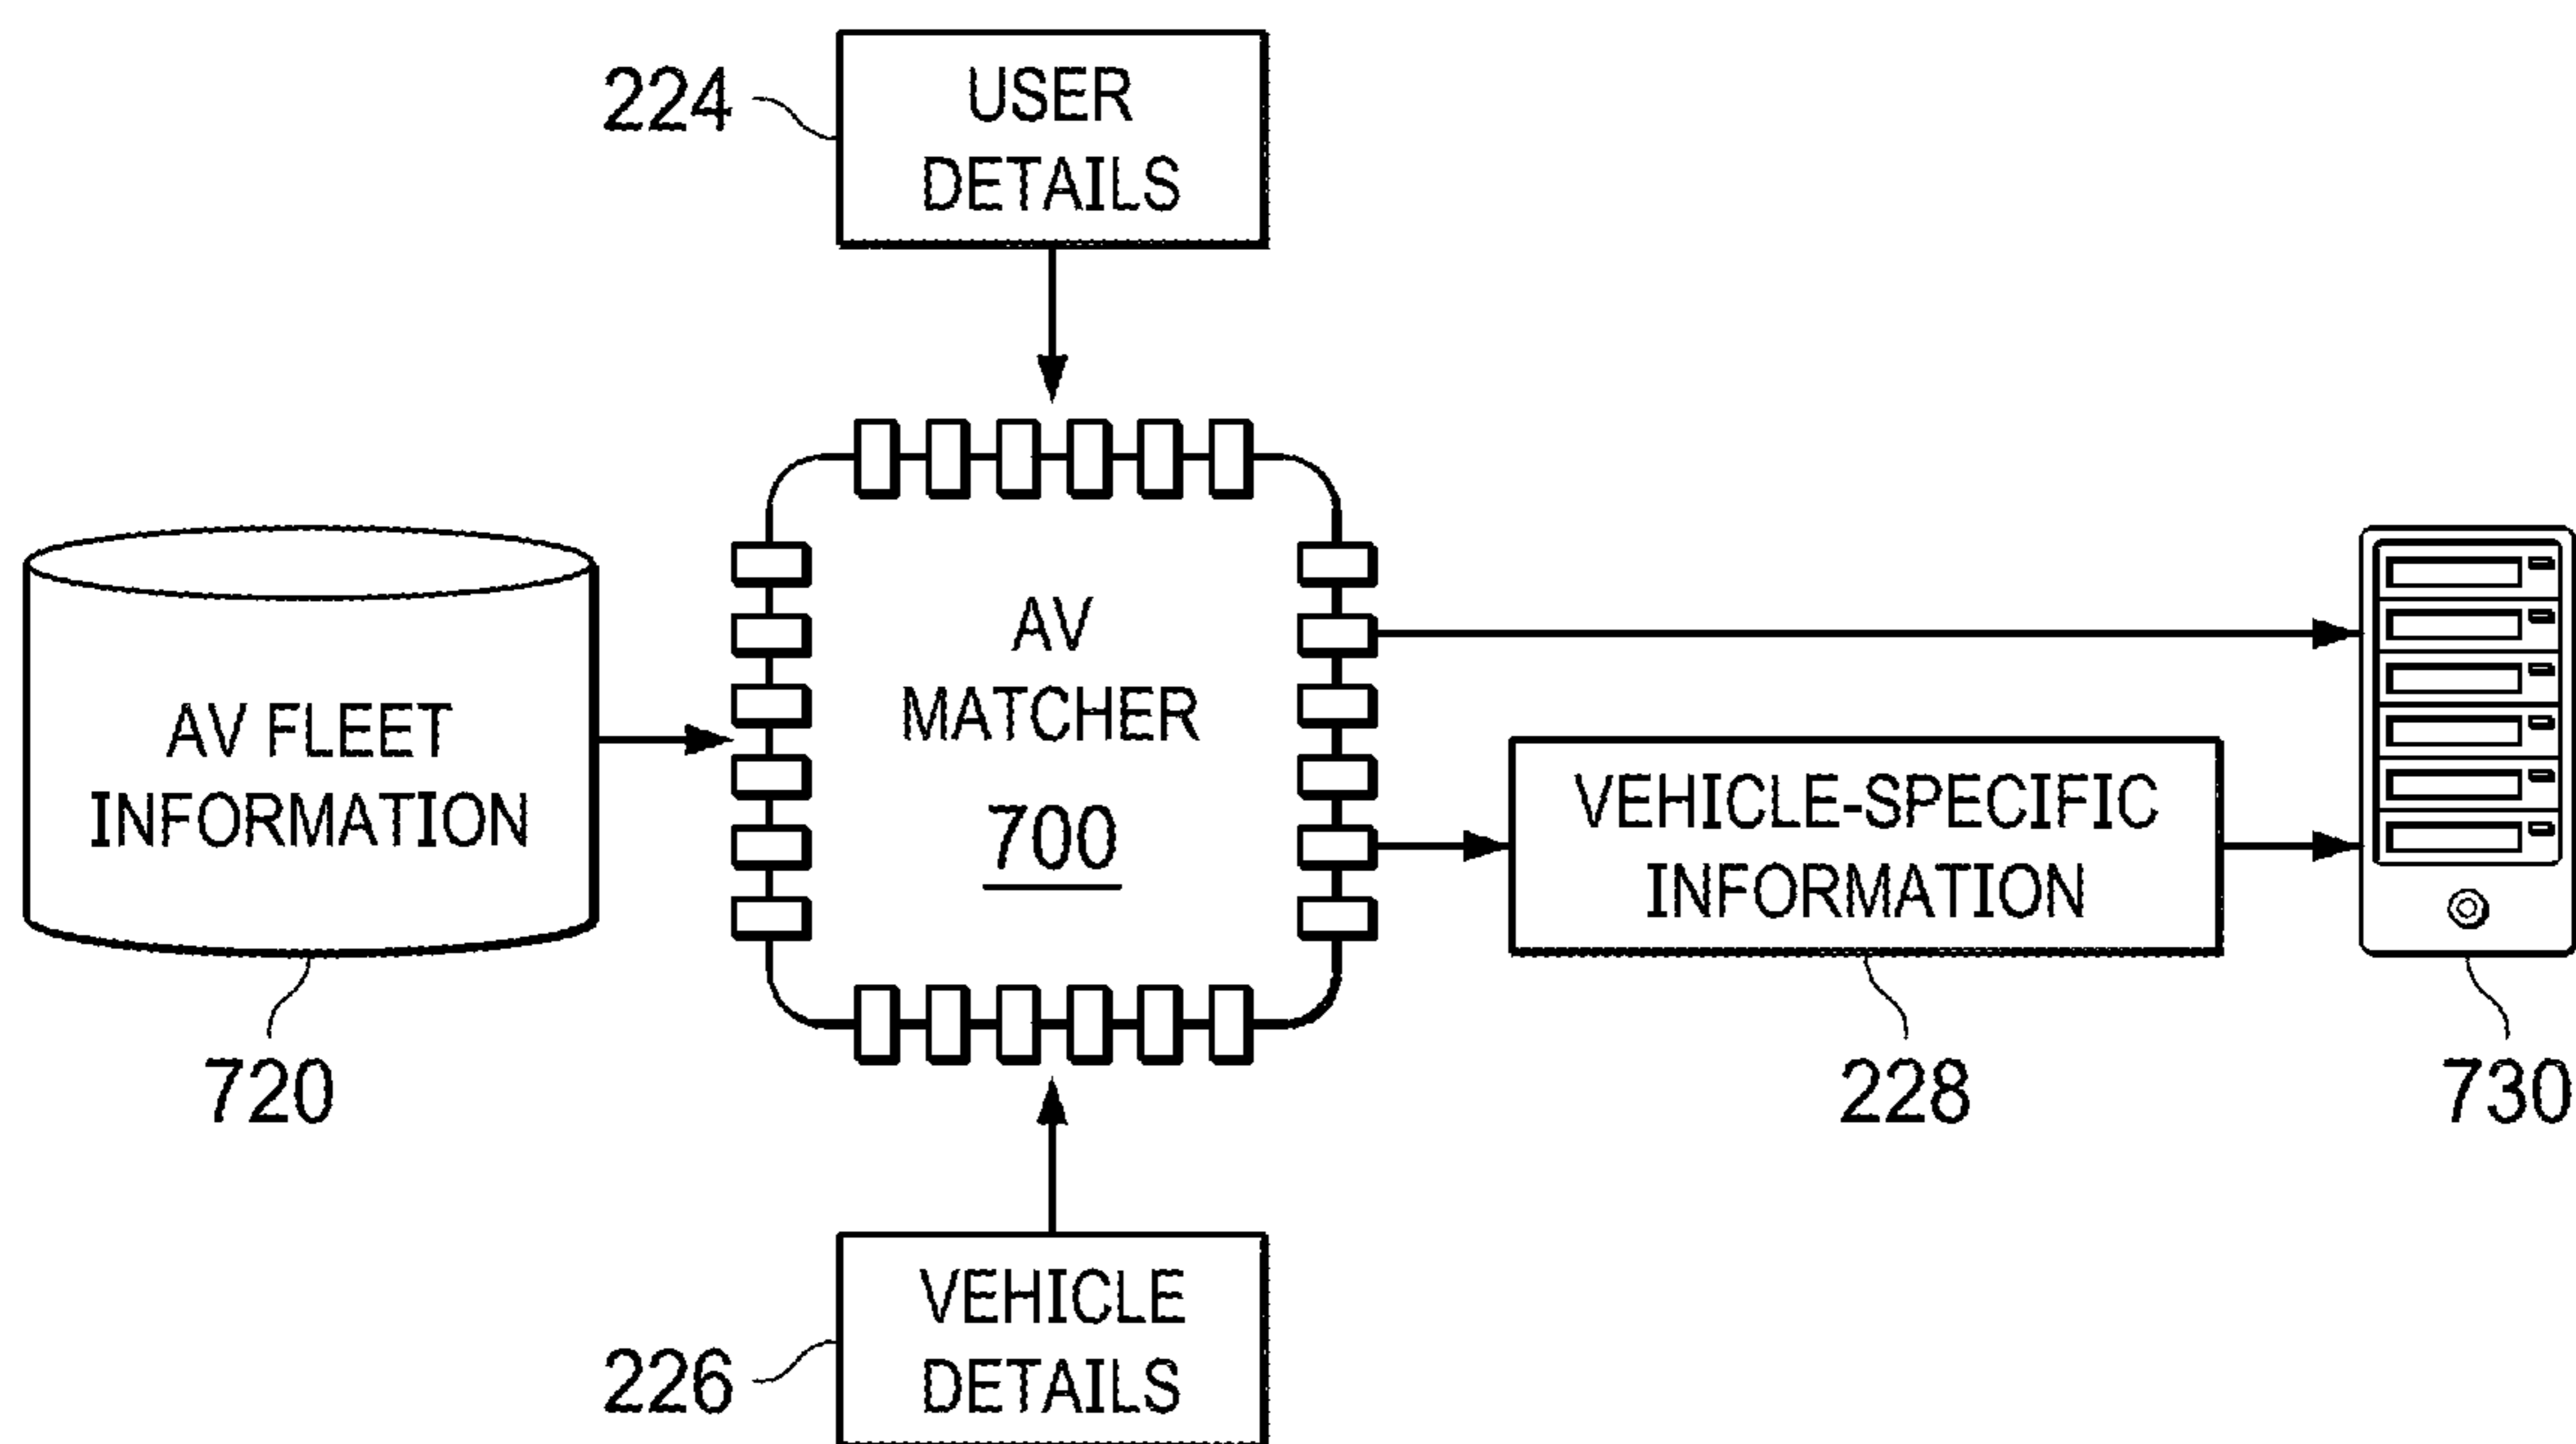 224
USER
DETAILS
AV FLEET
INFORMATION
720
AV
MATCHER
700
VEHICLE-SPECIFIC
INFORMATION
228
730
226
VEHICLE
DETAILS